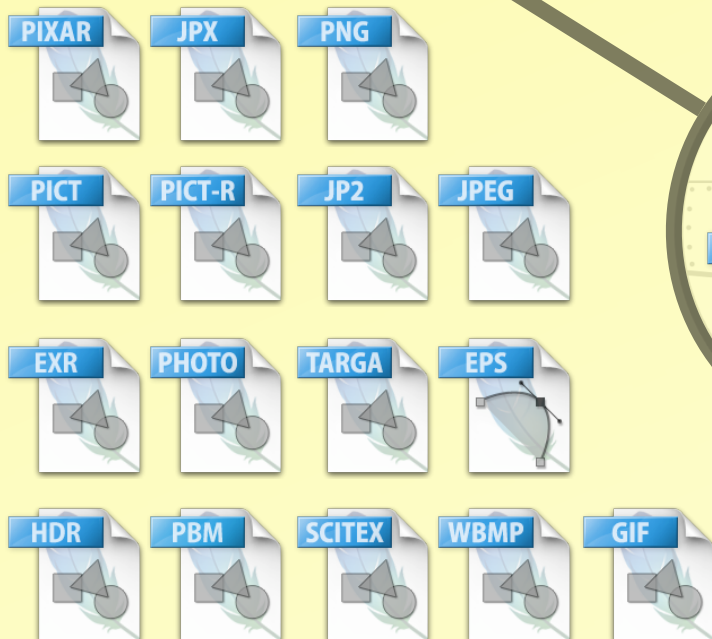 PIXAR JPX PNG
PICT PICT-R JP2 JPEG
EXR PHOTO TARGA EPS
HDR PBM SCITEX WBMP GIF